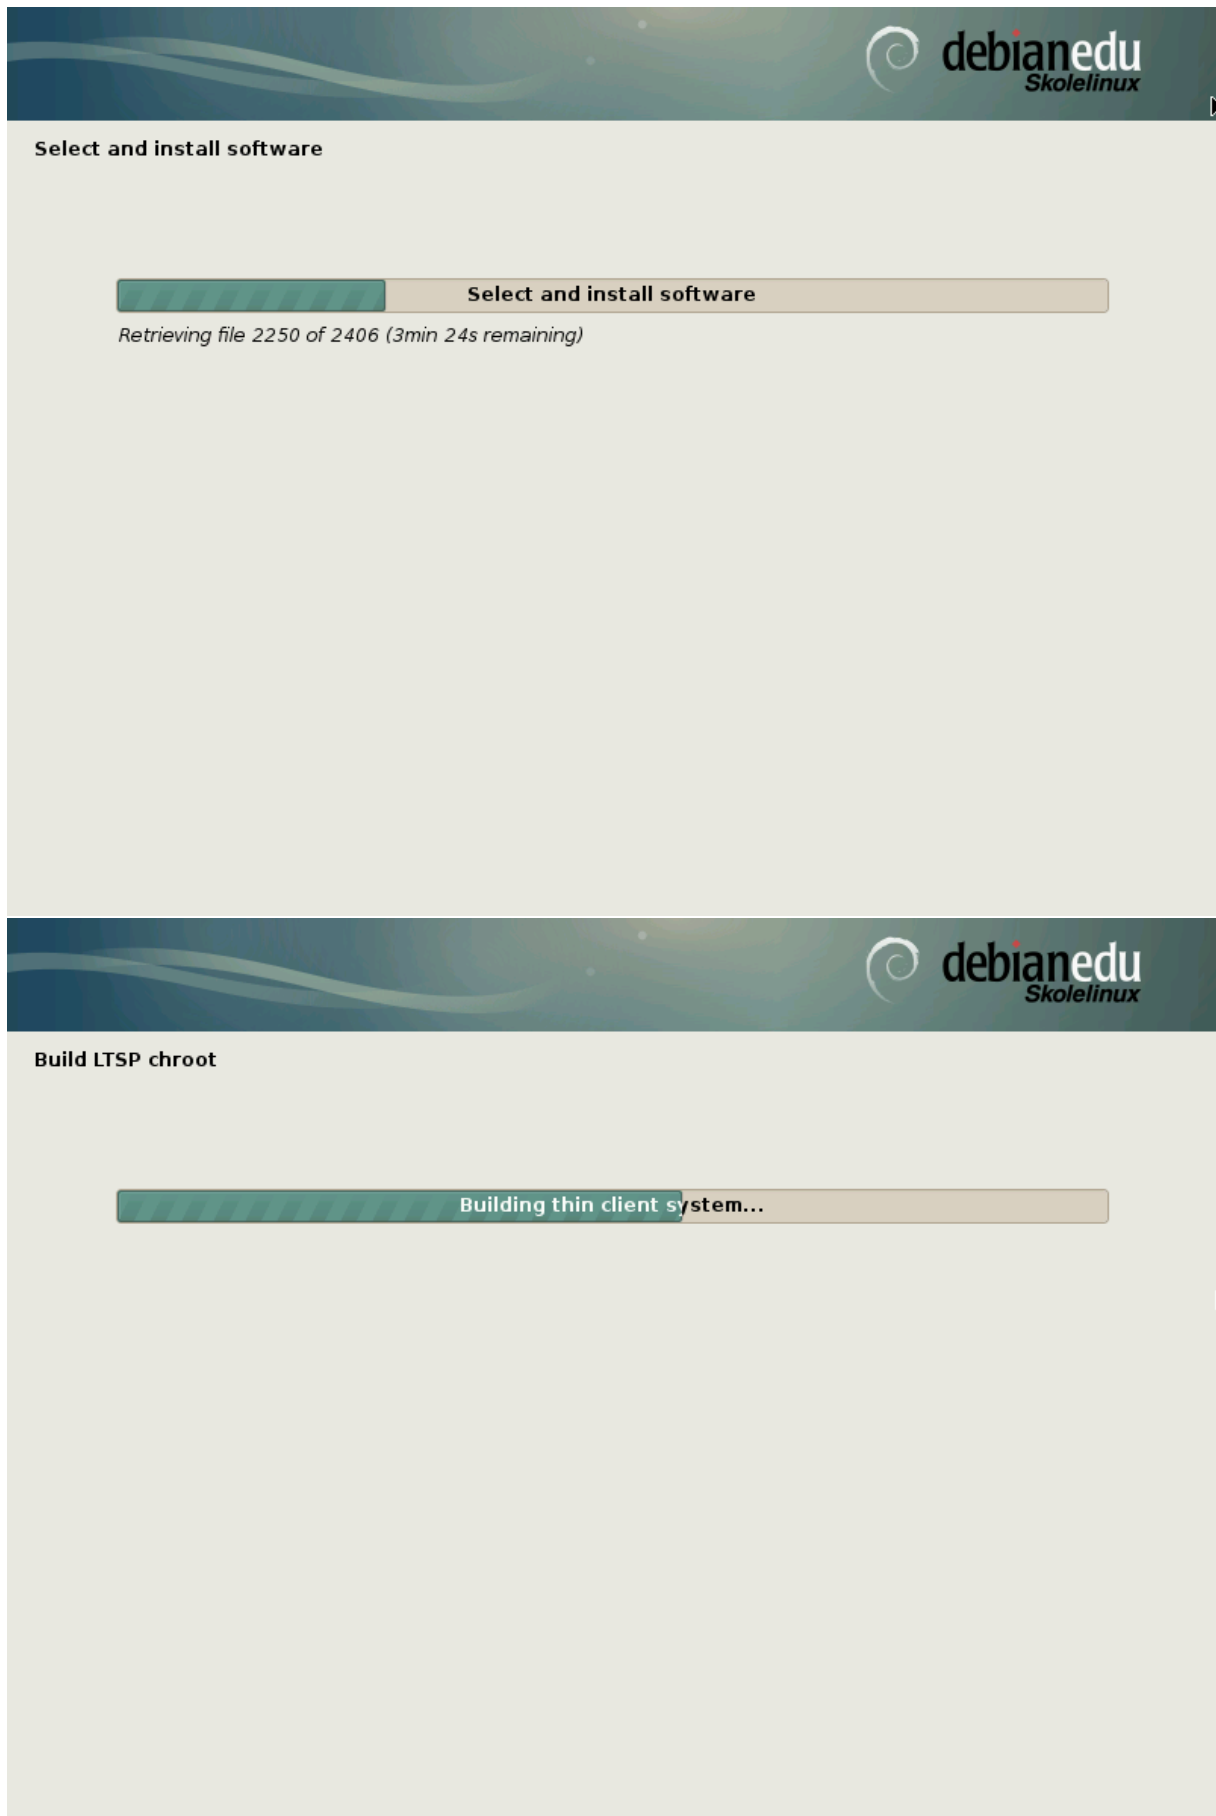 debianedu
Skolelinux
Select and install software
Select and install software
Retrieving file 2250 of 2406 (3min 24s remaining)
debianedu
Skolelinux
Build LTSP chroot
Building thin client system...